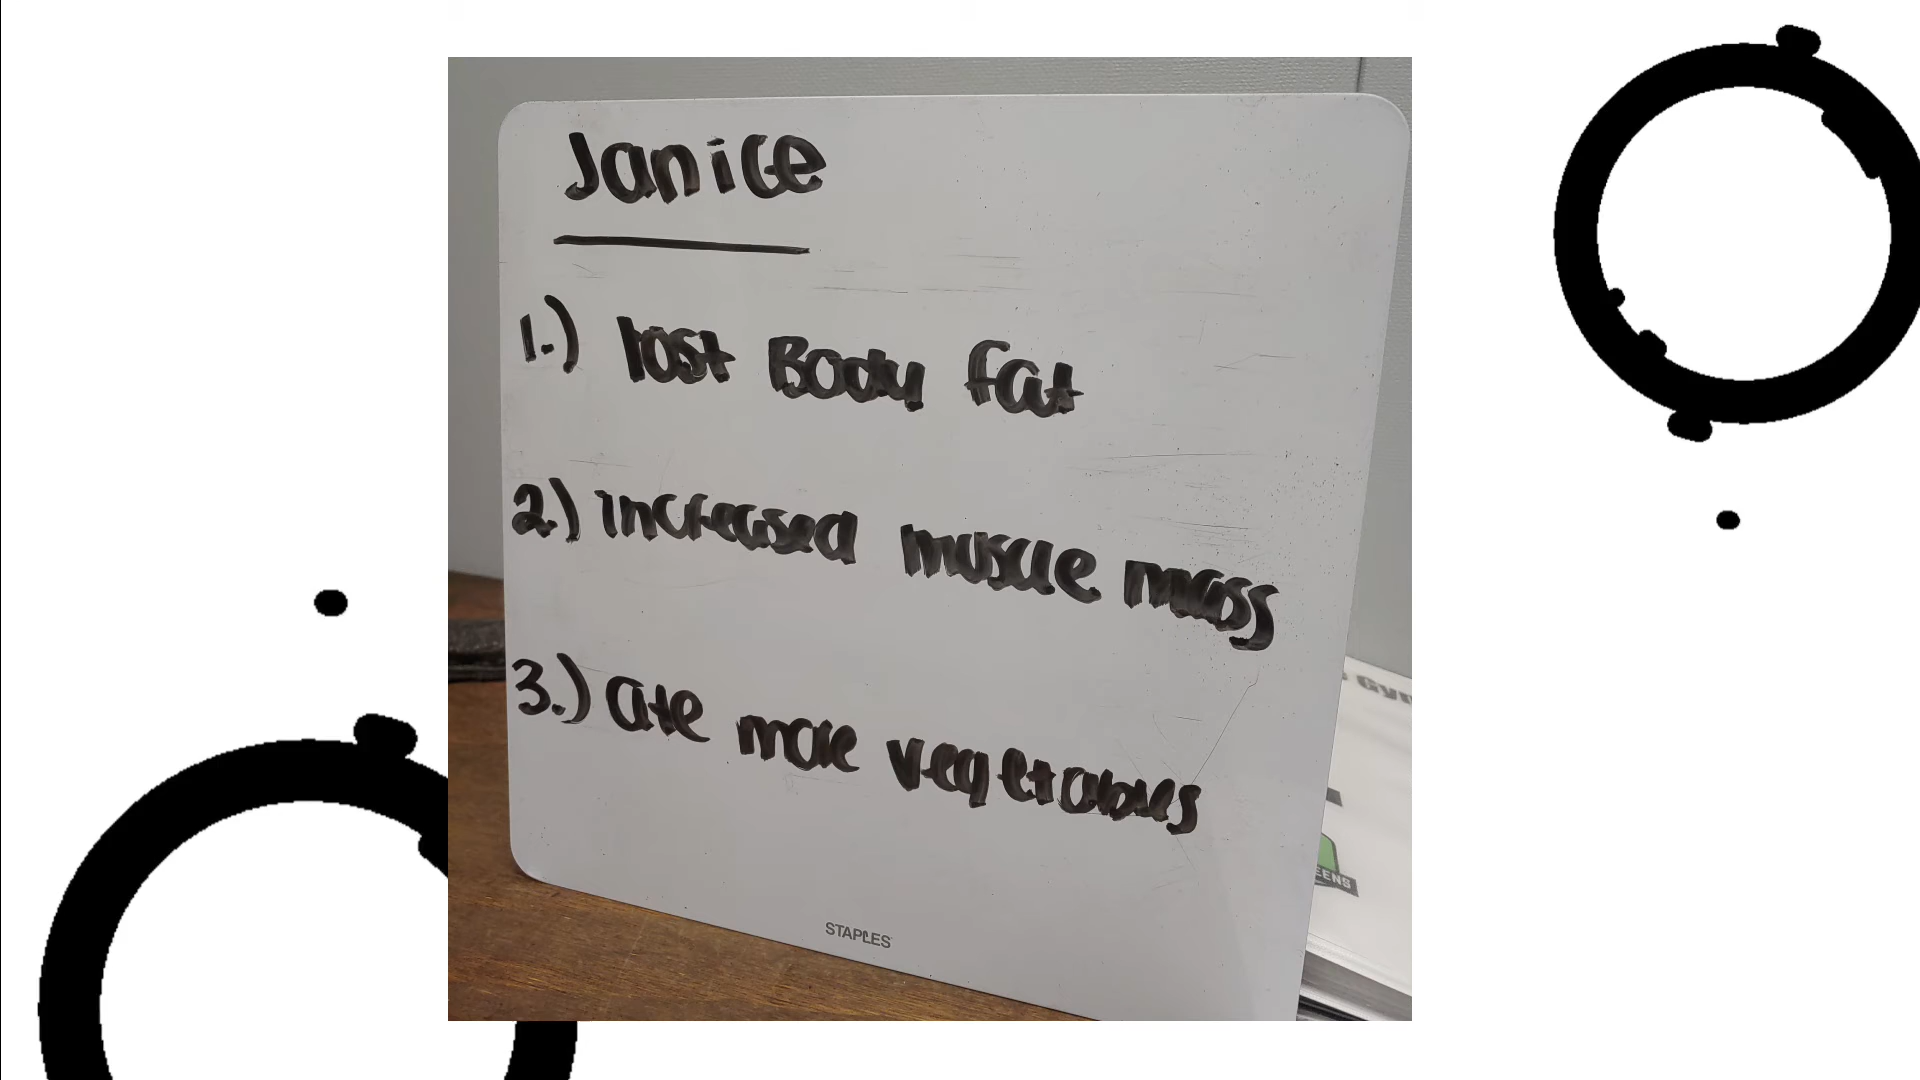 Janice
1.) lost Body fat
2.) increased muscle mass
3.) ate more vegetables
STAPLES